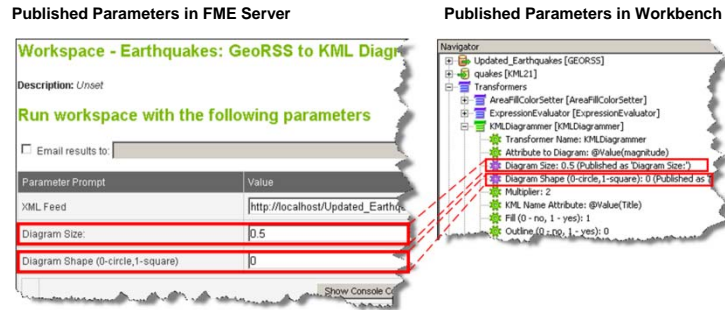 Published Parameters in FME Server
Workspace - Earthquakes: GeoRSS to KML Diagr
Description: Unset
Run workspace with the following parameters
Email results to:
Parameter Prompt Value
XML Feed http://localhost/Updated_Earthq
Diagram Size: 0.5
Diagram Shape (0-circle,1-square) 0
Show Console C
Published Parameters in Workbench
Navigator
Updated_Earthquakes [GEORSS]
quakes [KML21]
Transformers
AreaFillColorSetter [AreaFillColorSetter]
ExpressionEvaluator [ExpressionEvaluator]
KMLDiagrammer [KMLDiagrammer]
Transformer Name: KMLDiagrammer
Attribute to Diagram: @Value(magnitude)
Diagram Size: 0.5 (Published as 'Diagram Size:')
Diagram Shape (0-circle,1-square): 0 (Published as
Multiplier: 2
KML Name Attribute: @Value(Title)
Fill (0 - no, 1 - yes): 1
Outline (0 - no, 1 - yes): 0